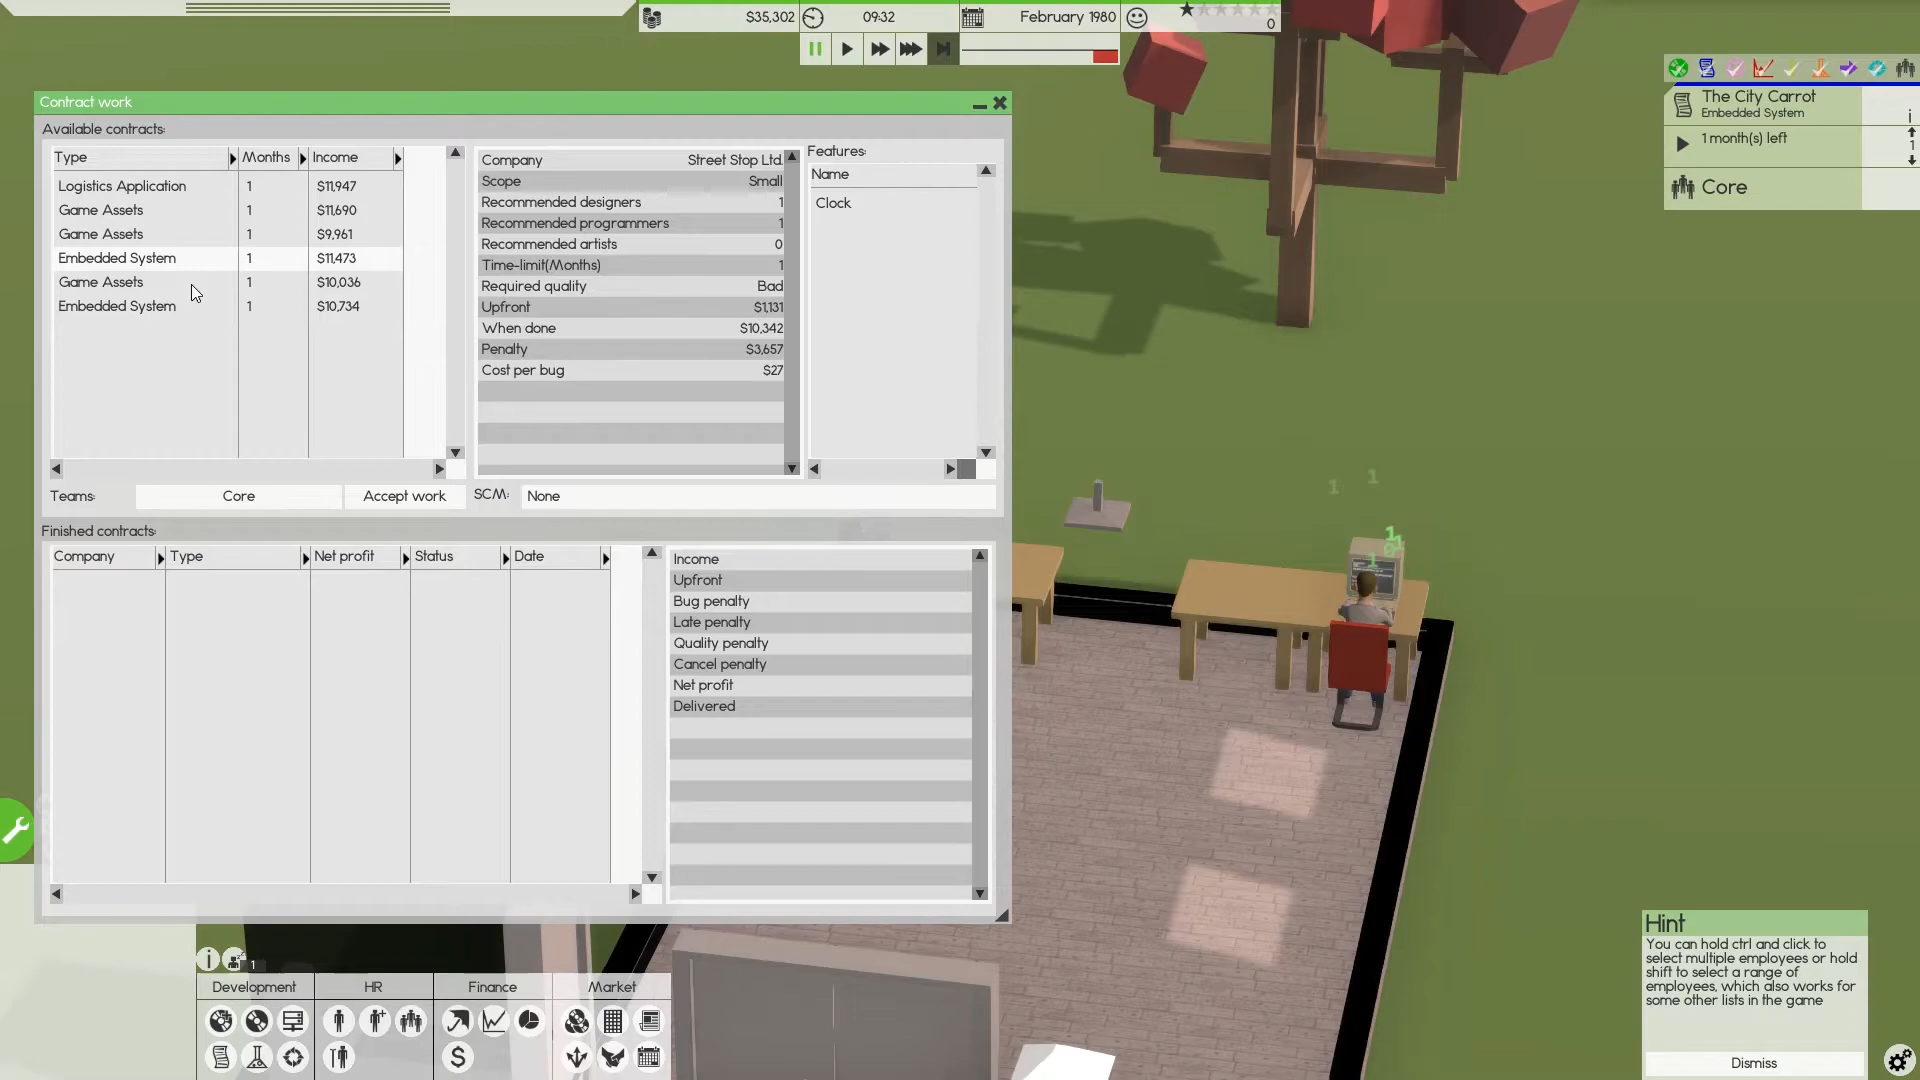 $35,302
09:32
February 1980
0
Contract work
Available contracts:
Type Months Income
Logistics Application 1 $11,947
Game Assets 1 $11,690
Game Assets 1 $9,961
Embedded System 1 $11,473
Game Assets 1 $10,036
Embedded System 1 $10,734
Company Street Stop Ltd.
Scope Small
Recommended designers 1
Recommended programmers 1
Recommended artists 0
Time-limit(Months) 1
Required quality Bad
Upfront $1,131
When done $10,342
Penalty $3,657
Cost per bug $27
Features:
Name
Clock
Teams: Core Accept work SCM: None
Finished contracts:
Company Type Net profit Status Date
Income
Upfront
Bug penalty
Late penalty
Quality penalty
Cancel penalty
Net profit
Delivered
The City Carrot
Embedded System
i
1 month(s) left
1
Core
1 1
1
1
1
Hint
You can hold ctrl and click to
select multiple employees or hold
shift to select a range of
employees, which also works for
some other lists in the game
Dismiss
i 1
Development HR Finance Market
$